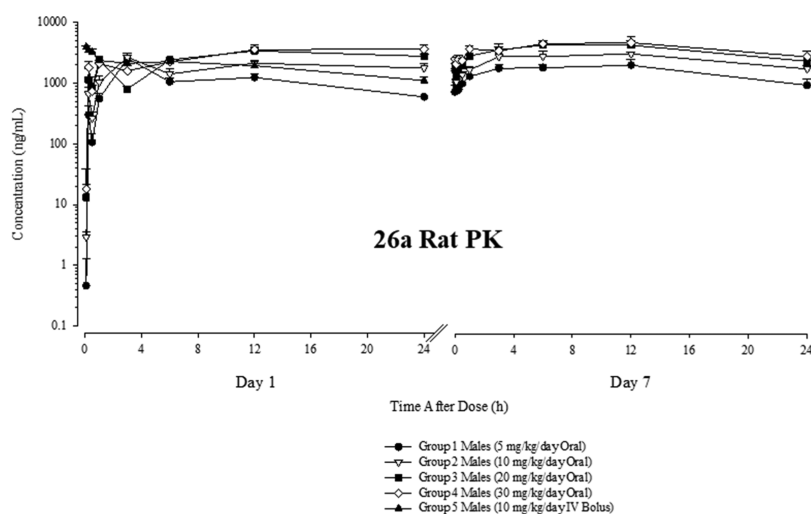 10000
1000
100
10
1
0.1
Concentration (ng/mL)
26a Rat PK
0 4 8 12 16 20 24 0 4 8 12 16 20 24
Day 1 Day 7
Time After Dose (h)
Group 1 Males (5 mg/kg/day Oral)
Group 2 Males (10 mg/kg/day Oral)
Group 3 Males (20 mg/kg/day Oral)
Group 4 Males (30 mg/kg/day Oral)
Group 5 Males (10 mg/kg/day IV Bolus)